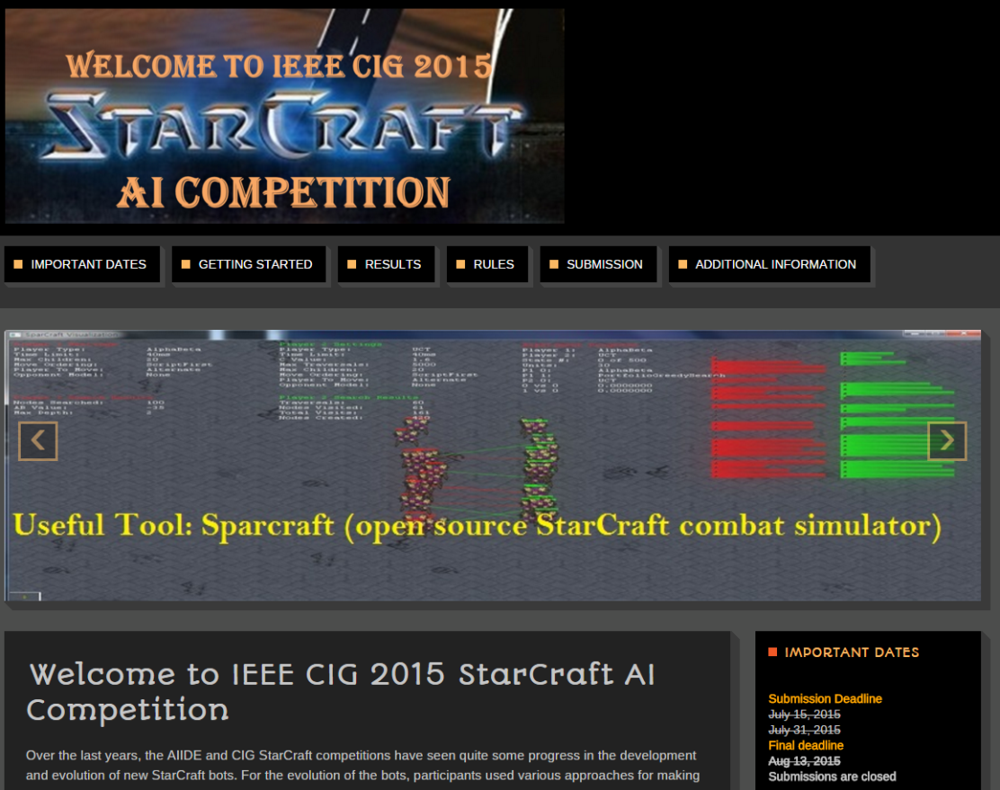 WELCOME TO IEEE CIG 2015
STARCRAFT
AI COMPETITION
IMPORTANT DATES
GETTING STARTED
RESULTS
RULES
SUBMISSION
ADDITIONAL INFORMATION
SparCraft Visualization
Player Type: AlphaBeta
Time Limit: 40ms
Max Children: 20
Move Ordering: ScriptFirst
Player To Move: Alternate
Opponent Model: None
Nodes Searched: 100
AB Value: -35
Max Depth: 2
Player 2 Settings
Player Type: UCT
Time Limit: 40ms
C Value: 1.6
Max Traversals: 5000
Max Children: 20
Move Ordering: ScriptFirst
Player To Move: Alternate
Opponent Model: None
Player 2 Search Results
Traversals: 60
Nodes Visited: 61
Total Visits: 161
Nodes Created: 420
Player 1: AlphaBeta
Player 2: UCT
State #: 0 of 500
Units: 30
P1 0: AlphaBeta
P1 1: PortfolioGreedySearch
P2 0: UCT
0 vs 0 0.0000000
1 vs 0 0.0000000
Useful Tool: Sparcraft (open source StarCraft combat simulator)
Welcome to IEEE CIG 2015 StarCraft AI
Competition
Over the last years, the AIIDE and CIG StarCraft competitions have seen quite some progress in the development
and evolution of new StarCraft bots. For the evolution of the bots, participants used various approaches for making
IMPORTANT DATES
Submission Deadline
July 15, 2015
July 31, 2015
Final deadline
Aug 13, 2015
Submissions are closed